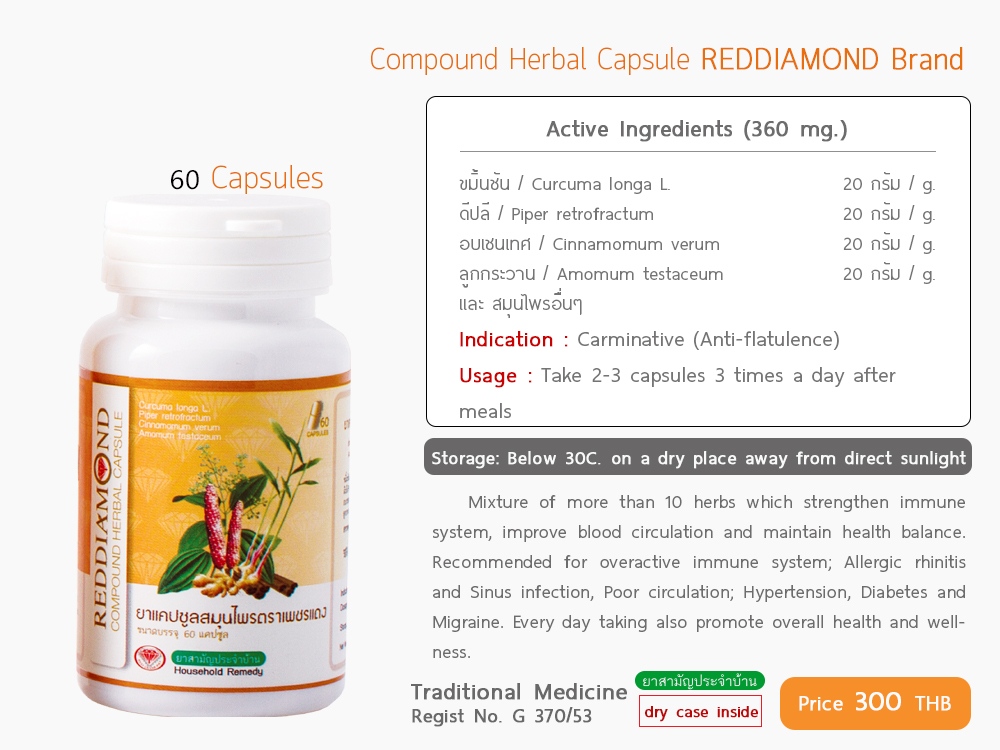 Compound Herbal Capsule REDDIAMOND Brand
60 Capsules
Active Ingredients (360 mg.)
ขมิ้นชัน / Curcuma longa L. 20 กรัม / g.
ดีปลี / Piper retrofractum 20 กรัม / g.
อบเชนเทศ / Cinnamomum verum 20 กรัม / g.
ลูกกระวาน / Amomum testaceum 20 กรัม / g.
และ สมุนไพรอื่นๆ
Indication : Carminative (Anti-flatulence)
Usage : Take 2-3 capsules 3 times a day after
meals
Storage: Below 30C. on a dry place away from direct sunlight
Mixture of more than 10 herbs which strengthen immune
system, improve blood circulation and maintain health balance.
Recommended for overactive immune system; Allergic rhinitis
and Sinus infection, Poor circulation; Hypertension, Diabetes and
Migraine. Every day taking also promote overall health and well-
ness.
Traditional Medicine
Regist No. G 370/53
ยาสามัญประจำบ้าน
dry case inside
Price 300 THB
REDDIAMOND
COMPOUND HERBAL CAPSULE
Curcuma longa L.
Piper retrofractum
Cinnamomum verum
Amomum testaceum
60
CAPSULES
ยาแคปซูลสมุนไพรตราเพชรแดง
ขนาดบรรจุ 60 แคปซูล
ยาสามัญประจำบ้าน
Household Remedy